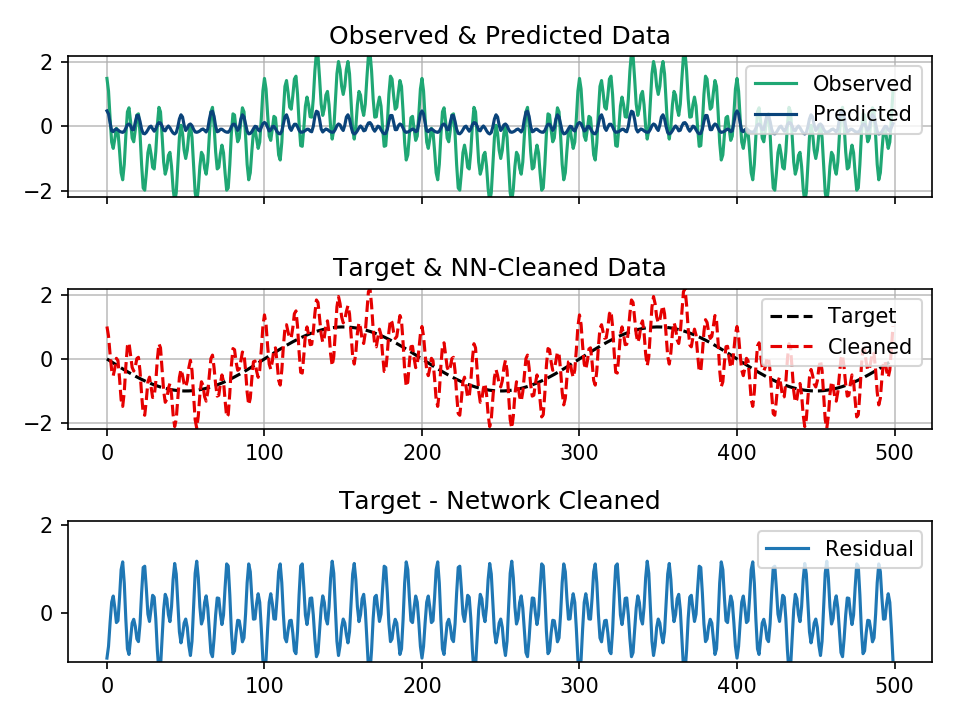 Observed & Predicted Data
2
0
−2
Observed
Predicted
Target & NN-Cleaned Data
2
0
−2
Target
Cleaned
0 100 200 300 400 500
Target - Network Cleaned
2
0
Residual
0 100 200 300 400 500